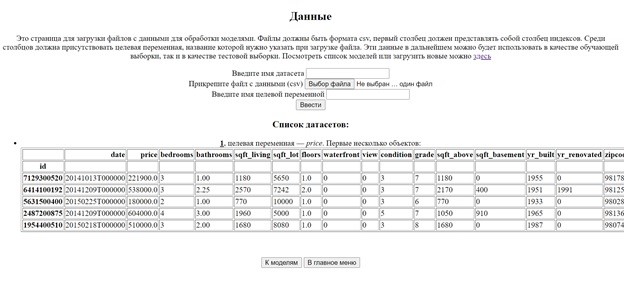 Данные
Это страница для загрузки файлов с данными для обработки моделями. Файлы должны быть формата csv, первый столбец должен представлять собой столбец индексов. Среди
столбцов должна присутствовать целевая переменная, название которой нужно указать при загрузке файла. Эти данные в дальнейшем можно будет использовать в качестве обучающей
выборки, так и в качестве тестовой выборки. Посмотреть список моделей или загрузить новые можно здесь
Введите имя датасета
Прикрепите файл с данными (csv) Выбор файла Не выбран ... один файл
Введите имя целевой переменной
Ввести
Список датасетов:
1. целевая переменная — price. Первые несколько объектов:
date price bedrooms bathrooms sqft_living sqft_lot floors waterfront view condition grade sqft_above sqft_basement yr_built yr_renovated zipco
id
7129300520 20141013T000000 221900.0 3 1.00 1180 5650 1.0 0 0 3 7 1180 0 1955 0 98178
6414100192 20141209T000000 538000.0 3 2.25 2570 7242 2.0 0 0 3 7 2170 400 1951 1991 98125
5631500400 20150225T000000 180000.0 2 1.00 770 10000 1.0 0 0 3 6 770 0 1933 0 98028
2487200875 20141209T000000 604000.0 4 3.00 1960 5000 1.0 0 0 5 7 1050 910 1965 0 98136
1954400510 20150218T000000 510000.0 3 2.00 1680 8080 1.0 0 0 3 8 1680 0 1987 0 98074
К моделям В главное меню